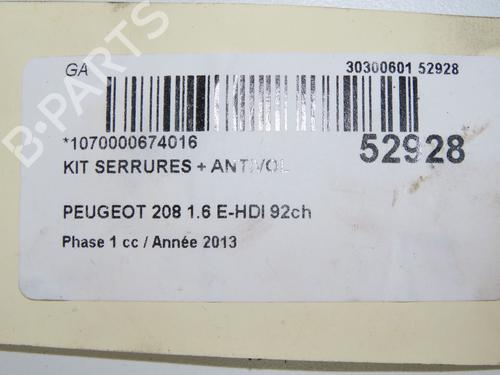 GA 30300601 52928
*1070000674016 52928
KIT SERRURES + ANTIVOL
PEUGEOT 208 1.6 E-HDI 92ch
Phase 1 cc / Année 2013
B-PARTS